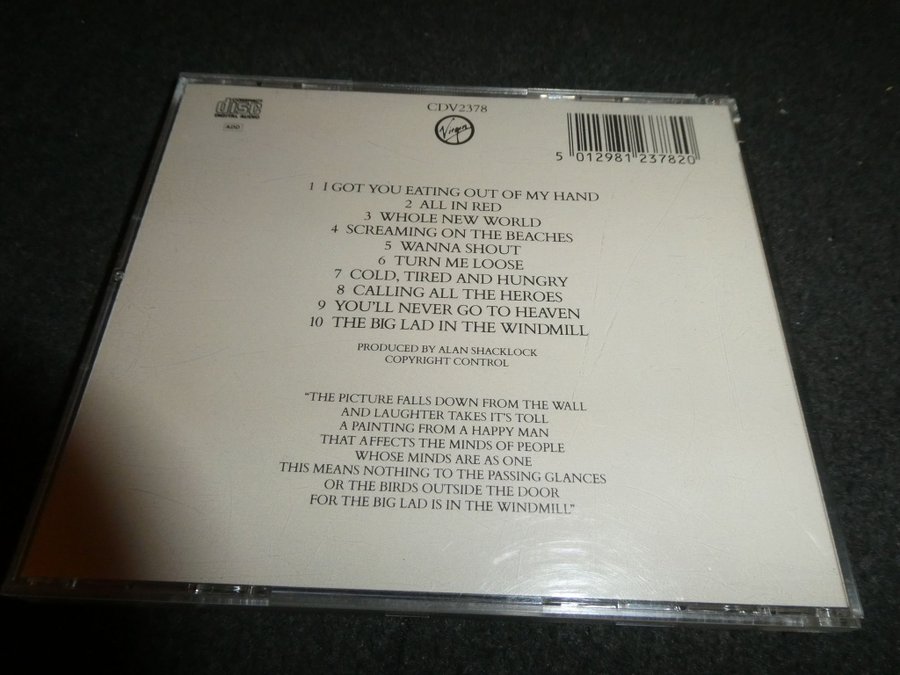 COMPACT
disc
DIGITAL AUDIO
ADD
CDV2378
Virgin
5 012981 237820
1 I GOT YOU EATING OUT OF MY HAND
2 ALL IN RED
3 WHOLE NEW WORLD
4 SCREAMING ON THE BEACHES
5 WANNA SHOUT
6 TURN ME LOOSE
7 COLD, TIRED AND HUNGRY
8 CALLING ALL THE HEROES
9 YOU'LL NEVER GO TO HEAVEN
10 THE BIG LAD IN THE WINDMILL
PRODUCED BY ALAN SHACKLOCK
COPYRIGHT CONTROL
"THE PICTURE FALLS DOWN FROM THE WALL
AND LAUGHTER TAKES IT'S TOLL
A PAINTING FROM A HAPPY MAN
THAT AFFECTS THE MINDS OF PEOPLE
WHOSE MINDS ARE AS ONE
THIS MEANS NOTHING TO THE PASSING GLANCES
OR THE BIRDS OUTSIDE THE DOOR
FOR THE BIG LAD IS IN THE WINDMILL"